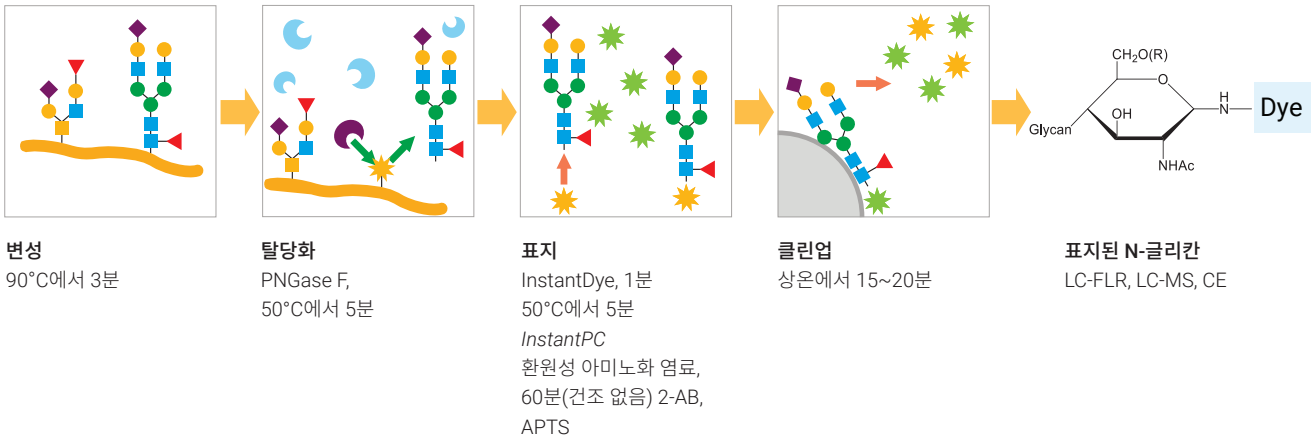 변성
90°C에서 3분
탈당화
PNGase F,
50°C에서 5분
표지
InstantDye, 1분
50°C에서 5분
InstantPC
환원성 아미노화 염료,
60분(건조 없음) 2-AB,
APTS
클린업
상온에서 15~20분
CH₂O(R)
O
OH
Glycan
NHAc
H
N
Dye
표지된 N-글리칸
LC-FLR, LC-MS, CE